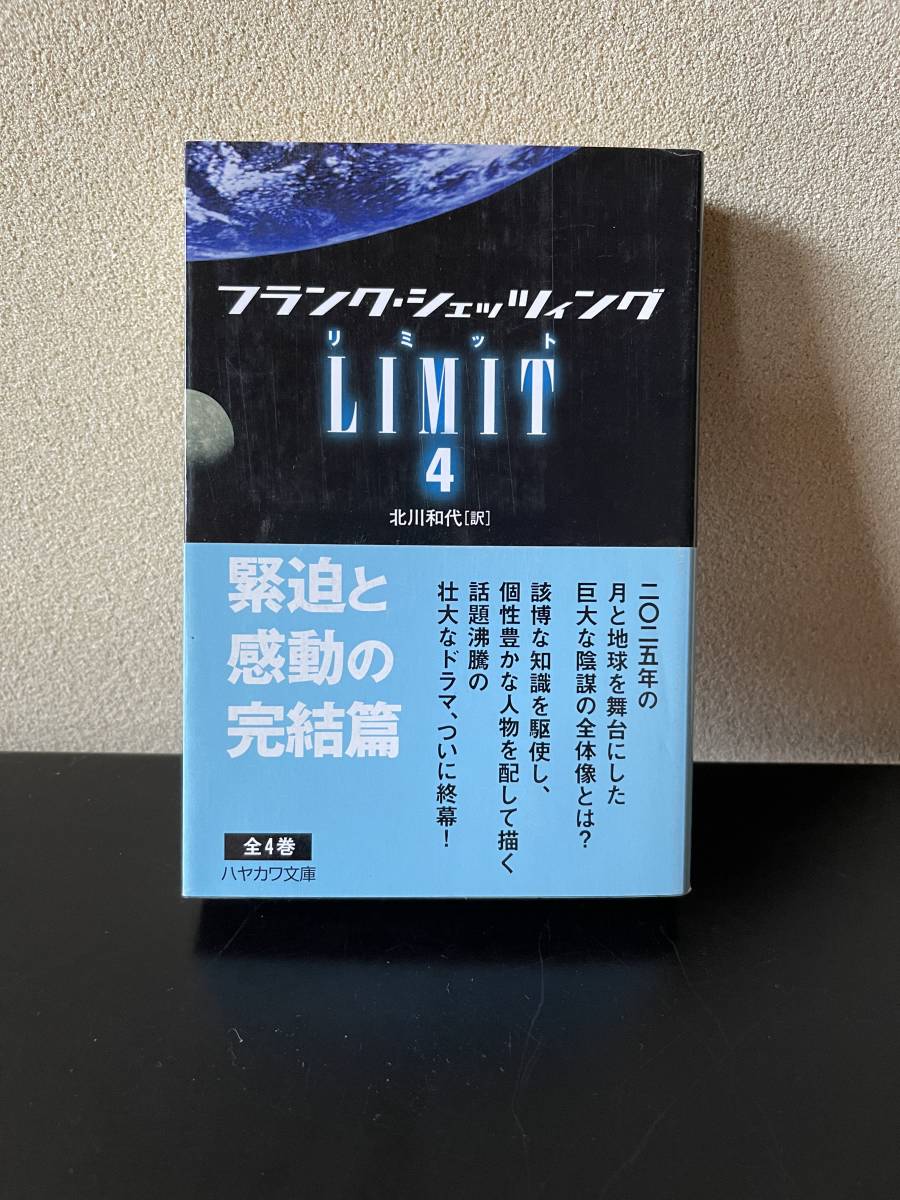 フランク・シェッツィング
リミット
LIMIT
4
北川和代[訳]
緊迫と
感動の
完結篇
二〇二五年の
月と地球を舞台にした
巨大な陰謀の全体像とは？
該博な知識を駆使し、
個性豊かな人物を配して描く
話題沸騰の
壮大なドラマ、ついに終幕！
全4巻
ハヤカワ文庫